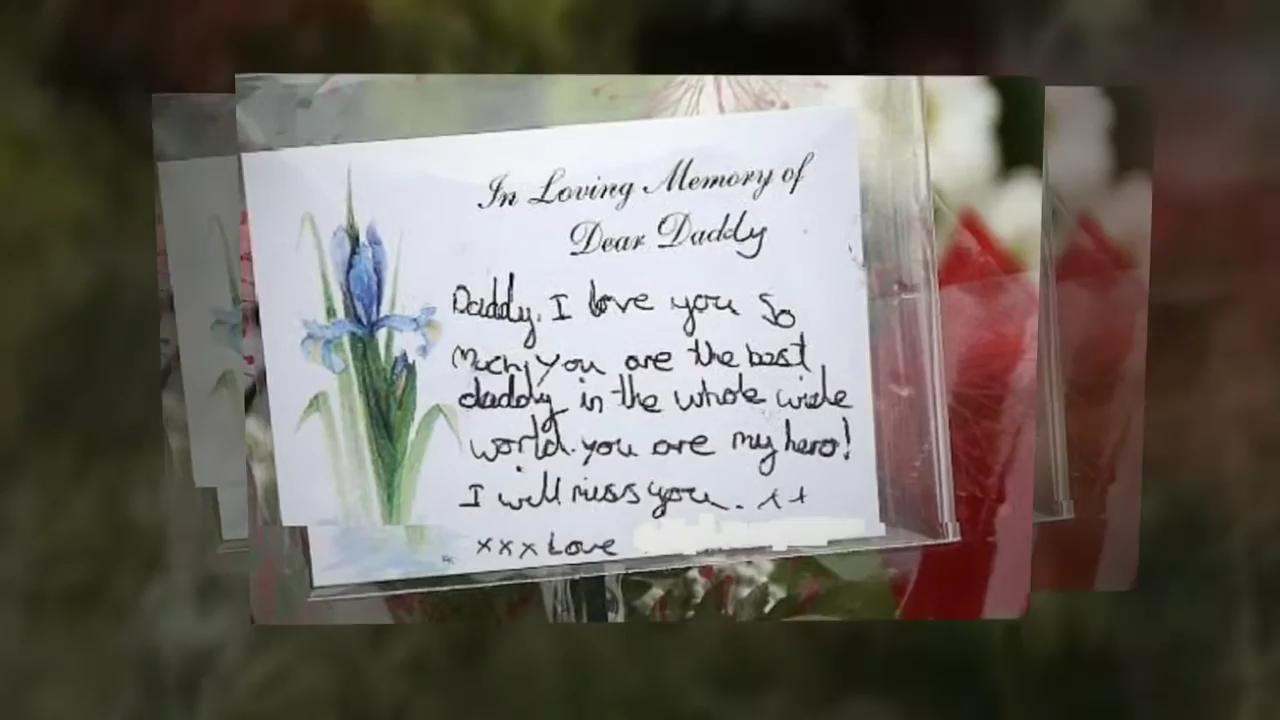 In Loving Memory of
Dear Daddy
Daddy. I love you so
Much, you are the best
daddy in the whole wide
world. you are my hero!
I will miss you. x x
xxx Love